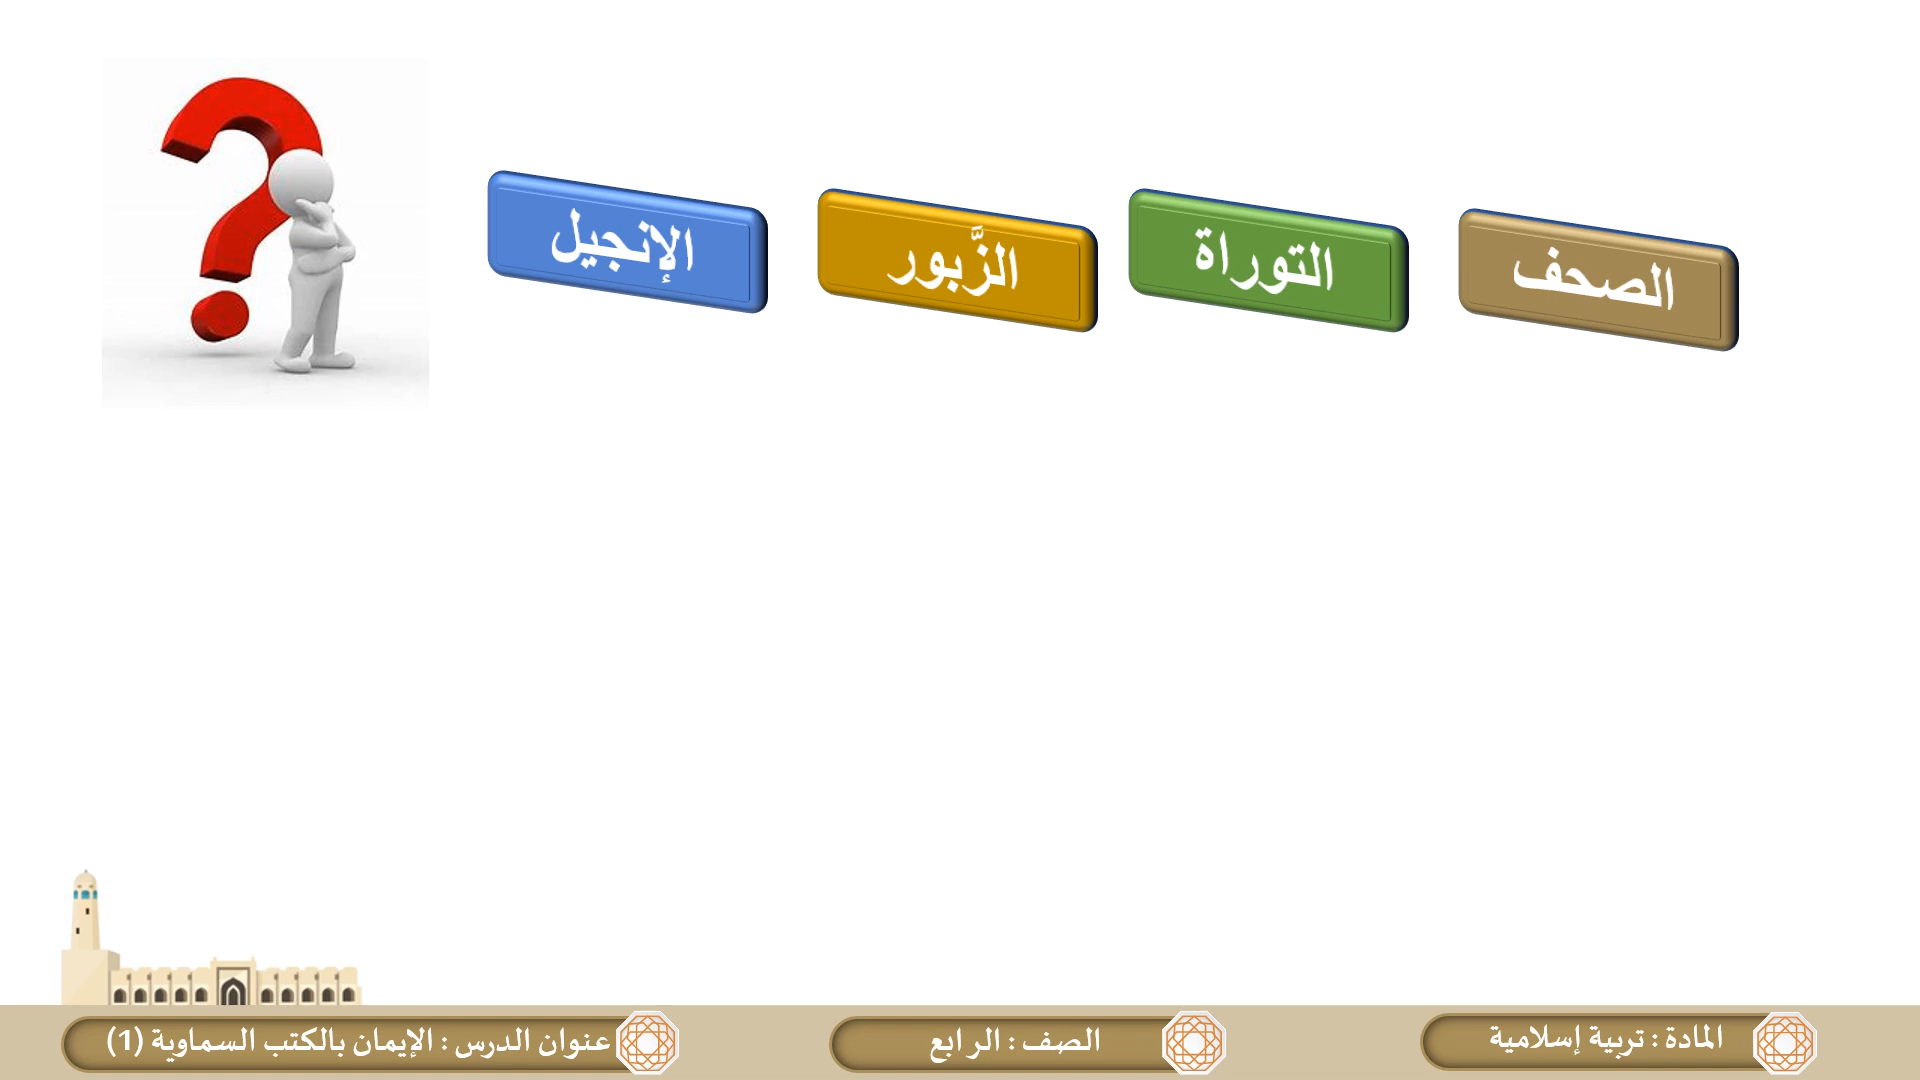 الصحف
التوراة
الزَّبور
الإنجيل
المادة : تربية إسلامية
الصف : الرابع
عنوان الدرس : الإيمان بالكتب السماوية (1)